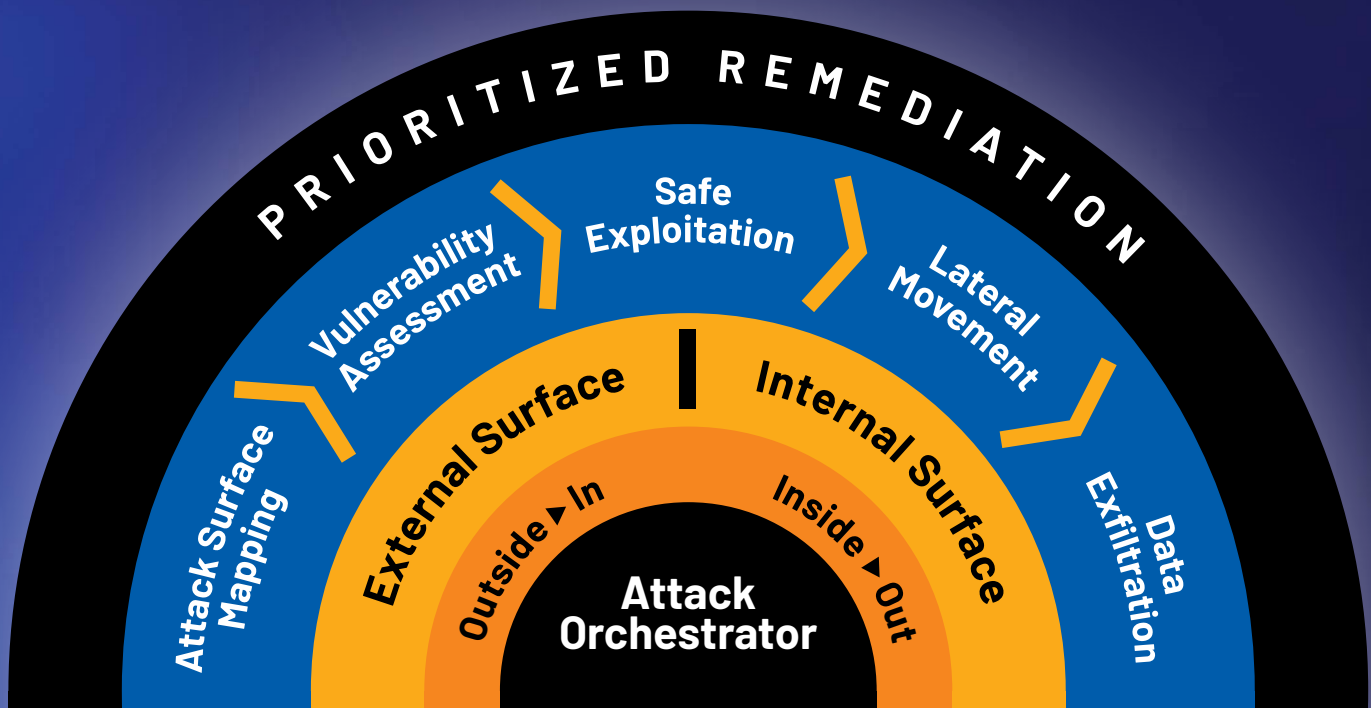 PRIORITIZED REMEDIATION
Attack Surface
Mapping
Vulnerability
Assessment
Safe
Exploitation
Lateral
Movement
Data
Exfiltration
External Surface
Internal Surface
Outside ▶ In
Inside ▶ Out
Attack
Orchestrator